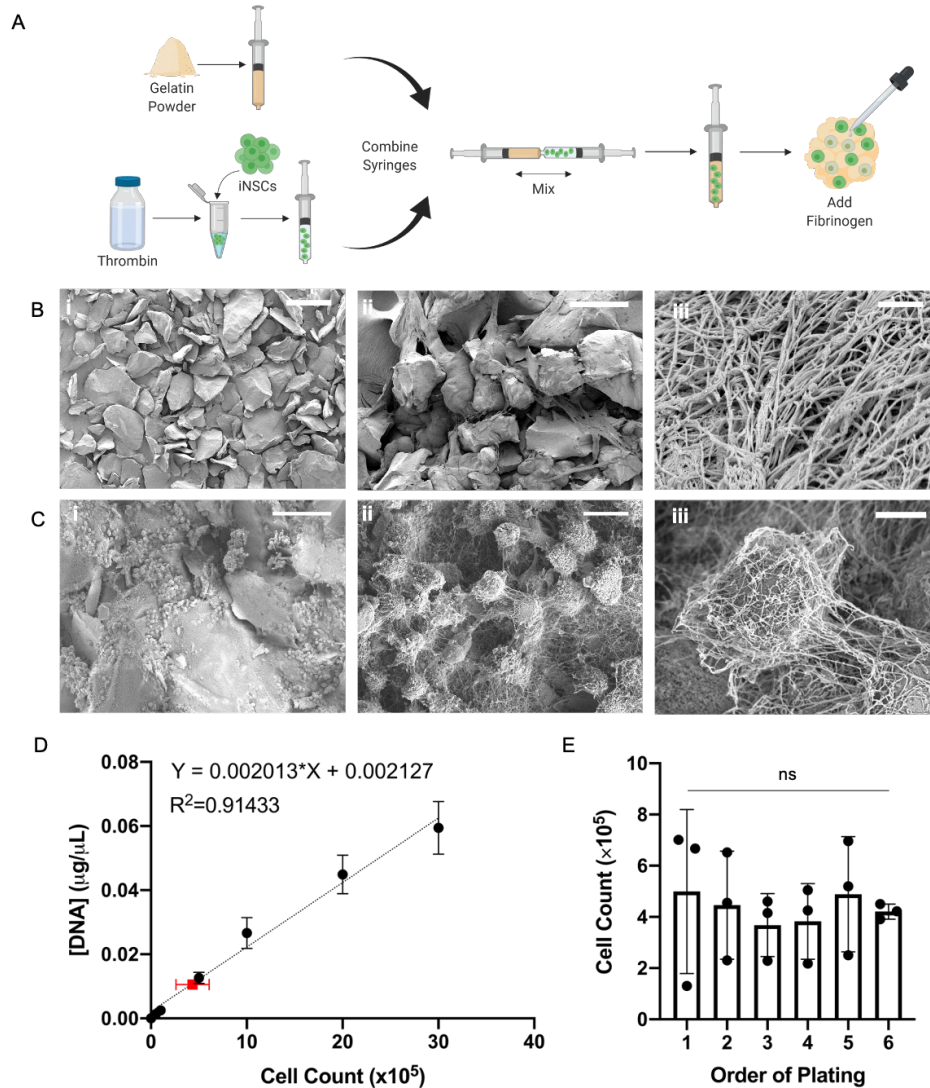 A
Gelatin
Powder
iNSCs
Thrombin
Combine
Syringes
Mix
Add
Fibrinogen
B
i
ii
iii
C
i
ii
iii
D
Y = 0.002013*X + 0.002127
R²=0.91433
[DNA] (µg/µL)
0.08
0.06
0.04
0.02
0.00
0
10
20
30
40
Cell Count (x10⁵)
E
ns
Cell Count (×10⁵)
10
8
6
4
2
0
1
2
3
4
5
6
Order of Plating